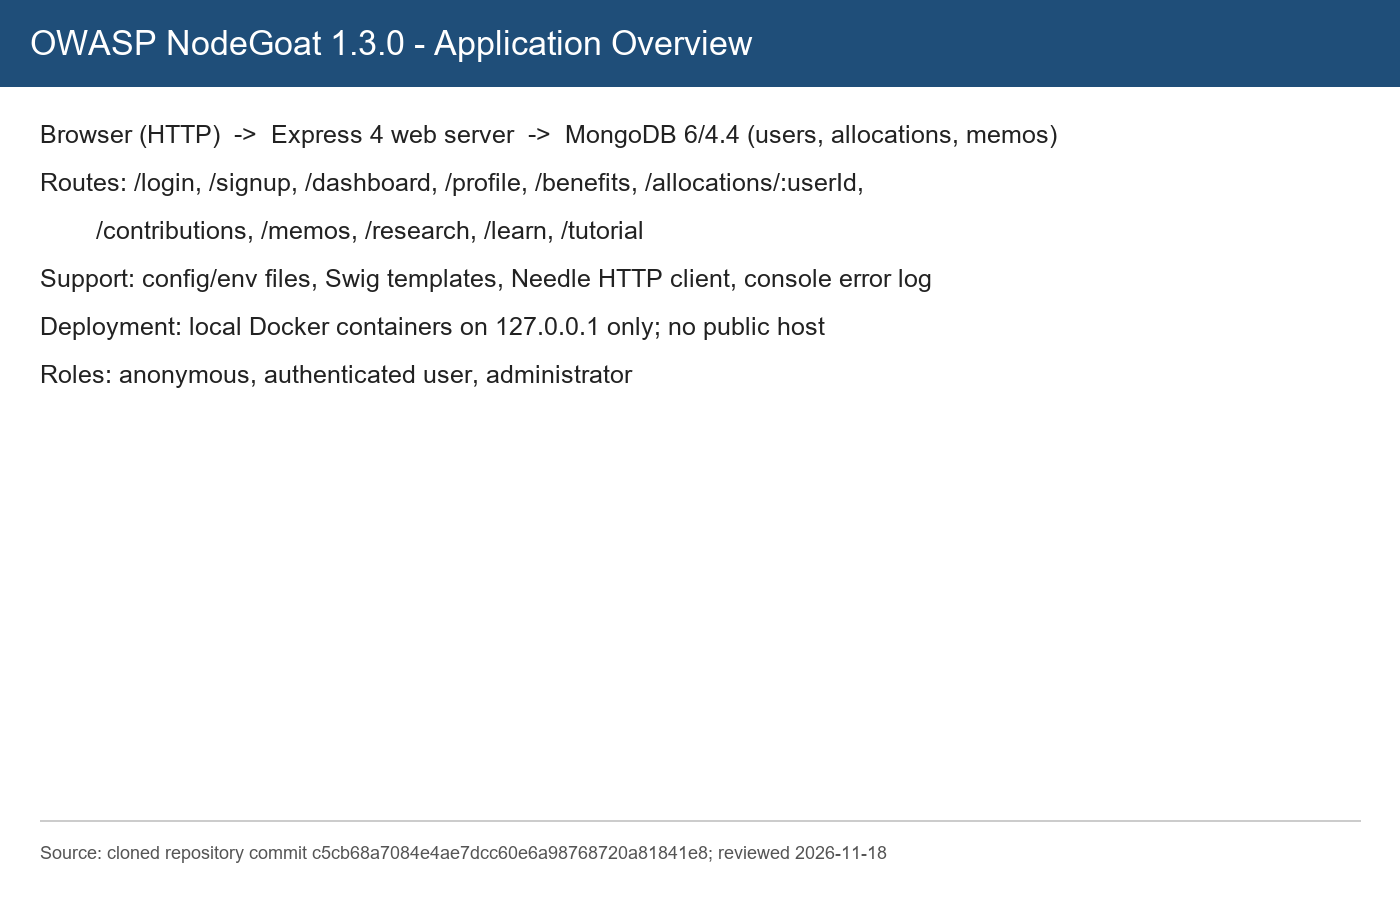 OWASP NodeGoat 1.3.0 - Application Overview
Browser (HTTP)  ->  Express 4 web server  ->  MongoDB 6/4.4 (users, allocations, memos)
Routes: /login, /signup, /dashboard, /profile, /benefits, /allocations/:userId,
/contributions, /memos, /research, /learn, /tutorial
Support: config/env files, Swig templates, Needle HTTP client, console error log
Deployment: local Docker containers on 127.0.0.1 only; no public host
Roles: anonymous, authenticated user, administrator
Source: cloned repository commit c5cb68a7084e4ae7dcc60e6a98768720a81841e8; reviewed 2026-11-18